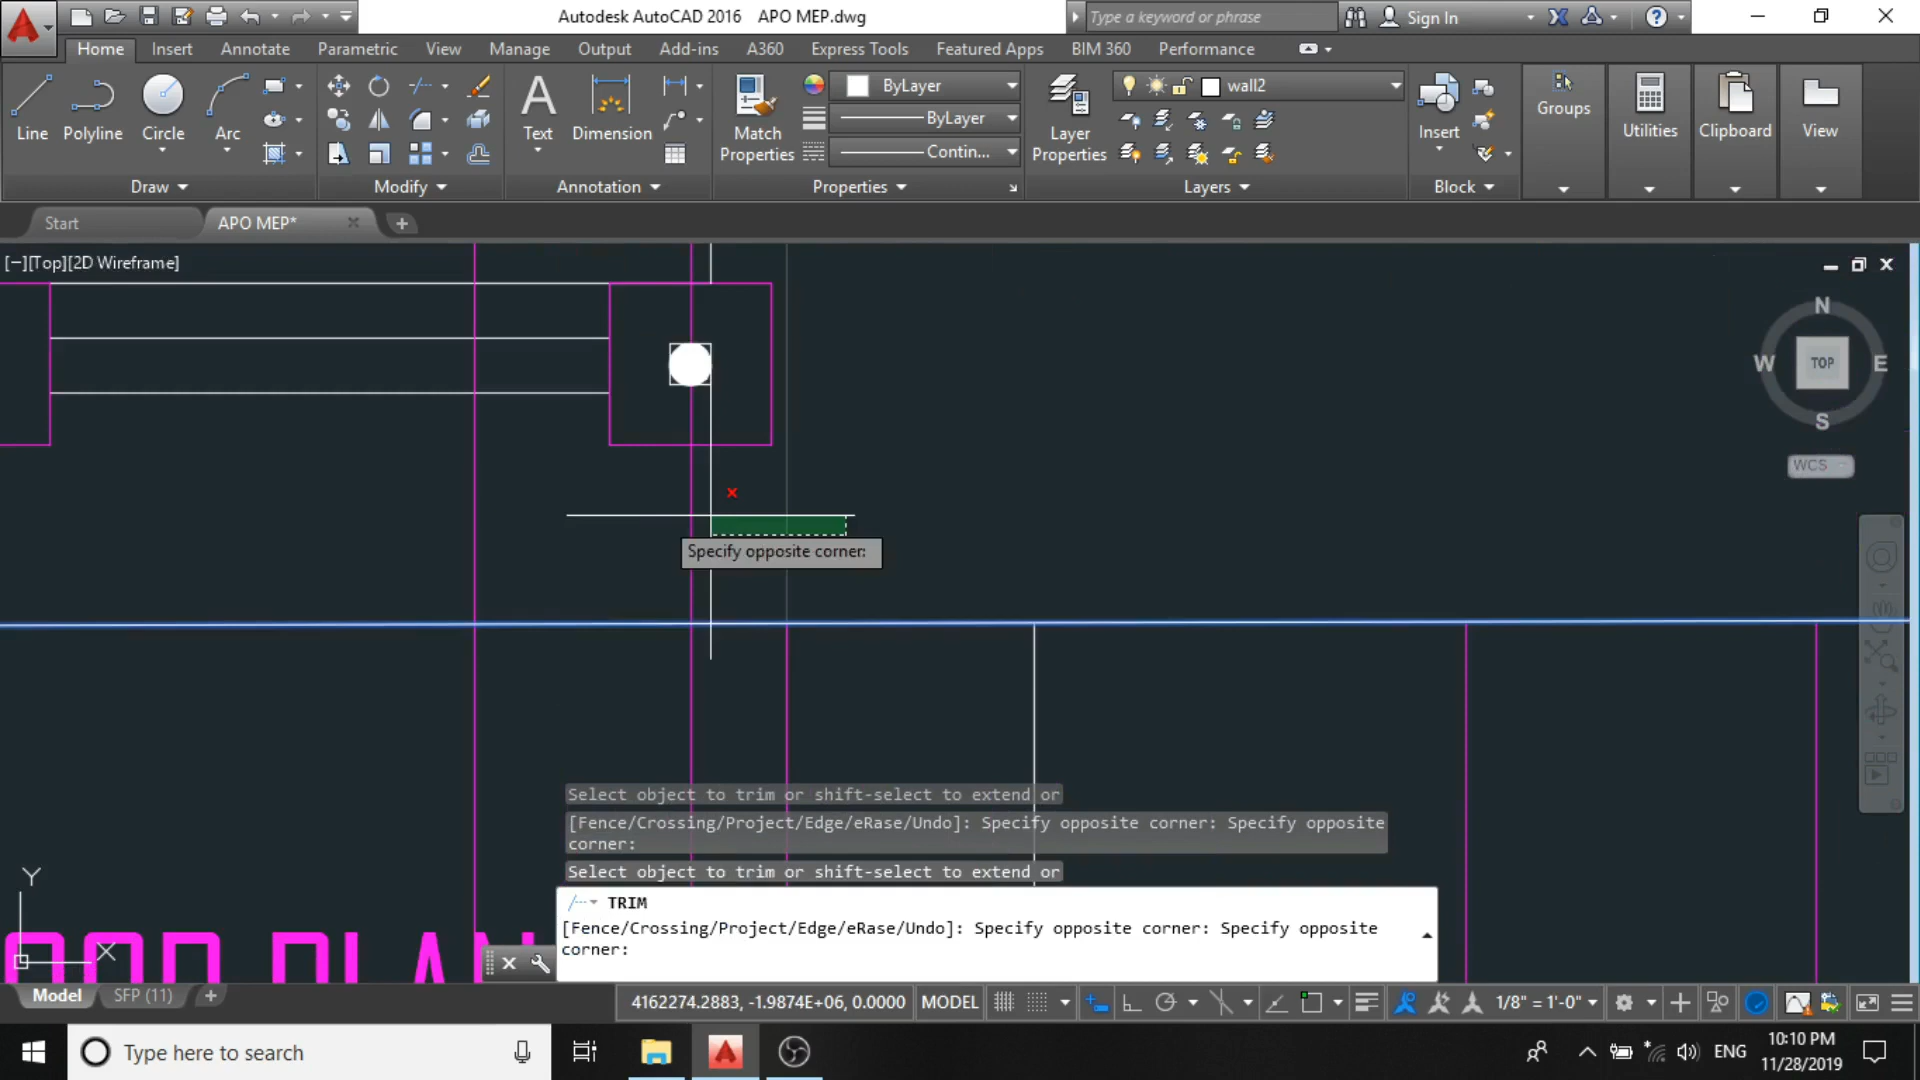 Autodesk AutoCAD 2016 APO MEP.dwg
Type a keyword or phrase
Sign In
Home Insert Annotate Parametric View Manage Output Add-ins A360 Express Tools Featured Apps BIM 360 Performance
Line Polyline Circle Arc
Draw
Modify
Text Dimension
Annotation
Match
Properties
ByLayer
ByLayer
Contin...
Properties
Layer
Properties
wall2
Layers
Insert
Block
Groups
Utilities
Clipboard
View
Start APO MEP*
[−][Top][2D Wireframe]
N
W TOP E
S
WCS
Specify opposite corner:
Select object to trim or shift-select to extend or
[Fence/Crossing/Project/Edge/eRase/Undo]: Specify opposite corner: Specify opposite
corner:
Select object to trim or shift-select to extend or
TRIM
[Fence/Crossing/Project/Edge/eRase/Undo]: Specify opposite corner: Specify opposite
corner:
Y
X
PLAN
Model SFP (11)
4162274.2883, -1.9874E+06, 0.0000 MODEL 1/8" = 1'-0"
Type here to search
ENG
10:10 PM
11/28/2019